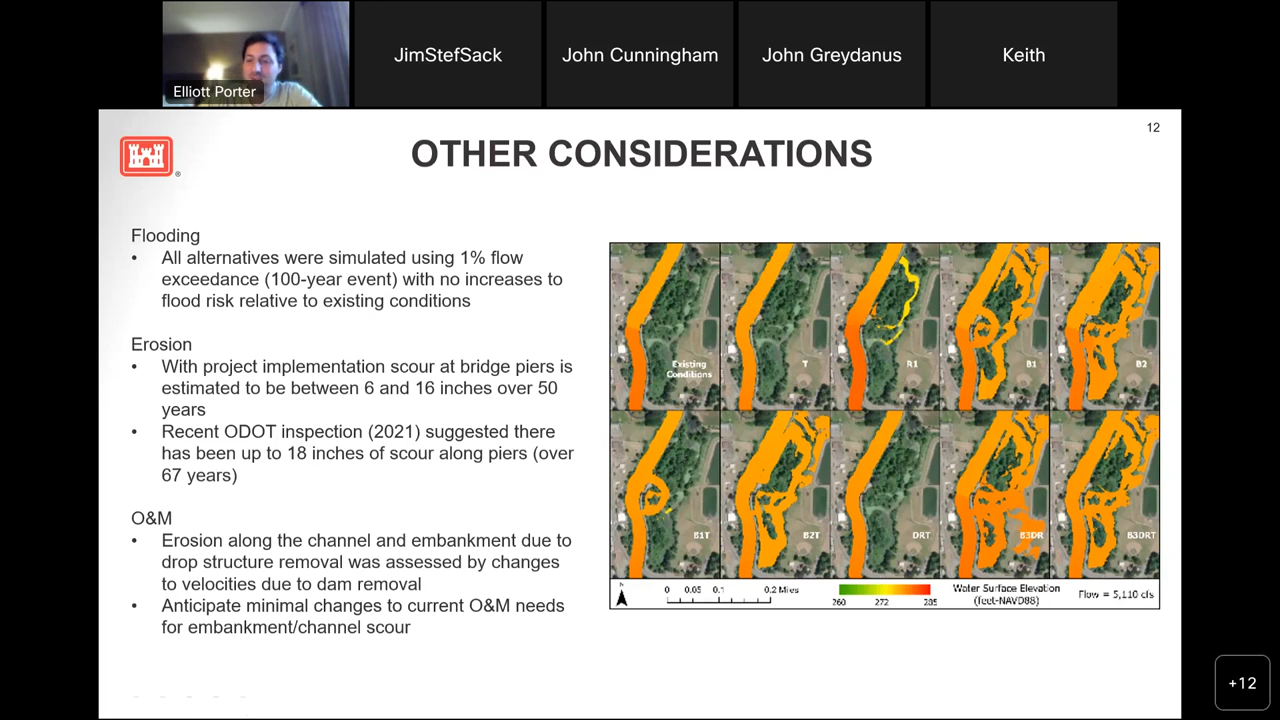 Elliott Porter
JimStefSack
John Cunningham
John Greydanus
Keith
12
OTHER CONSIDERATIONS
®
Flooding
• All alternatives were simulated using 1% flow
exceedance (100-year event) with no increases to
flood risk relative to existing conditions
Erosion
• With project implementation scour at bridge piers is
estimated to be between 6 and 16 inches over 50
years
• Recent ODOT inspection (2021) suggested there
has been up to 18 inches of scour along piers (over
67 years)
O&M
• Erosion along the channel and embankment due to
drop structure removal was assessed by changes
to velocities due to dam removal
• Anticipate minimal changes to current O&M needs
for embankment/channel scour
Existing
Conditions
T
R1
B1
B2
B1T
B2T
DRT
B3DR
B3DRT
N
0 0.05 0.1 0.2 Miles
260 272 285
Water Surface Elevation
(feet-NAVD88)
Flow = 5,110 cfs
+12